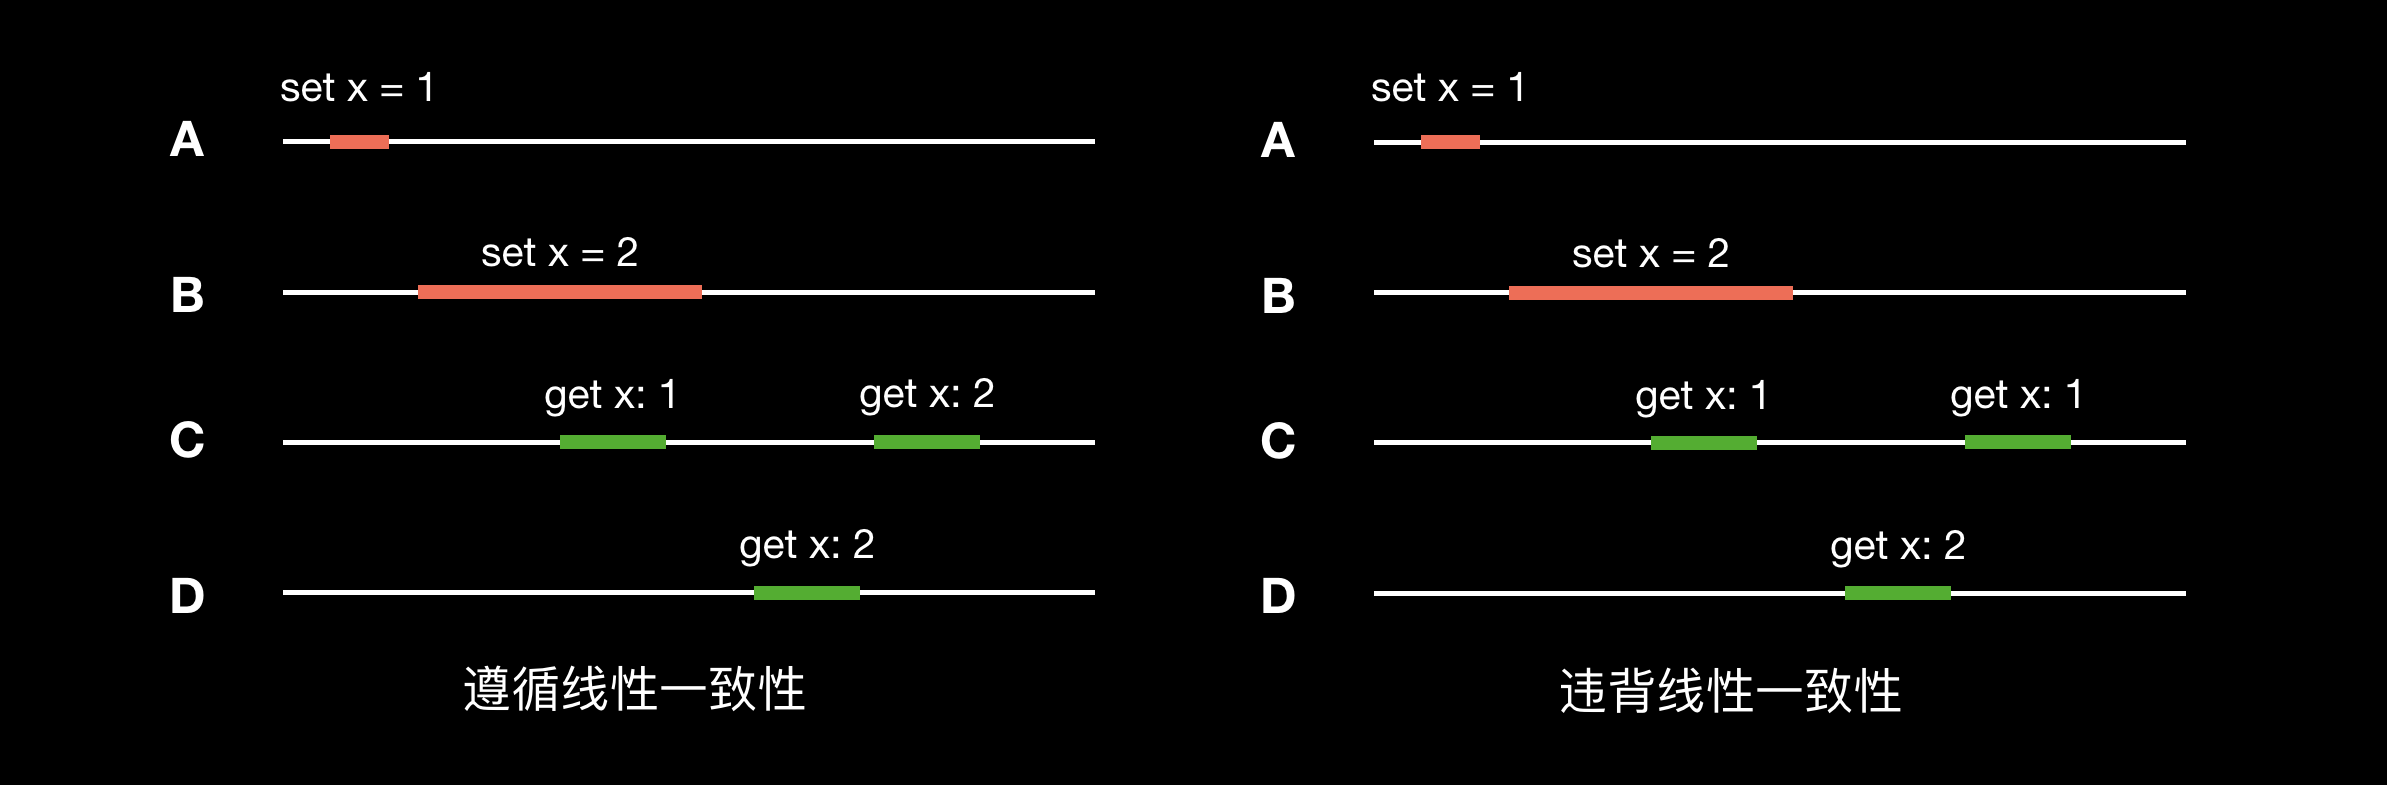 set x = 1
A
set x = 2
B
get x: 1
get x: 2
C
get x: 2
D
遵循线性一致性
set x = 1
A
set x = 2
B
get x: 1
get x: 1
C
get x: 2
D
违背线性一致性